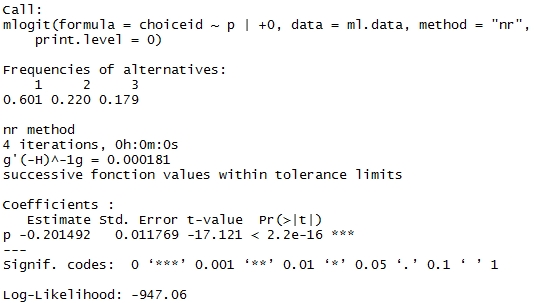 Call:
mlogit(formula = choiceid ~ p | +0, data = ml.data, method = "nr",
    print.level = 0)
Frequencies of alternatives:
    1     2     3
0.601 0.220 0.179
nr method
4 iterations, 0h:0m:0s
g'(-H)^-1g = 0.000181
successive fonction values within tolerance limits
Coefficients :
   Estimate Std. Error t-value  Pr(>|t|)
p -0.201492   0.011769 -17.121 < 2.2e-16 ***
---
Signif. codes:  0 ‘***’ 0.001 ‘**’ 0.01 ‘*’ 0.05 ‘.’ 0.1 ‘ ’ 1
Log-Likelihood: -947.06